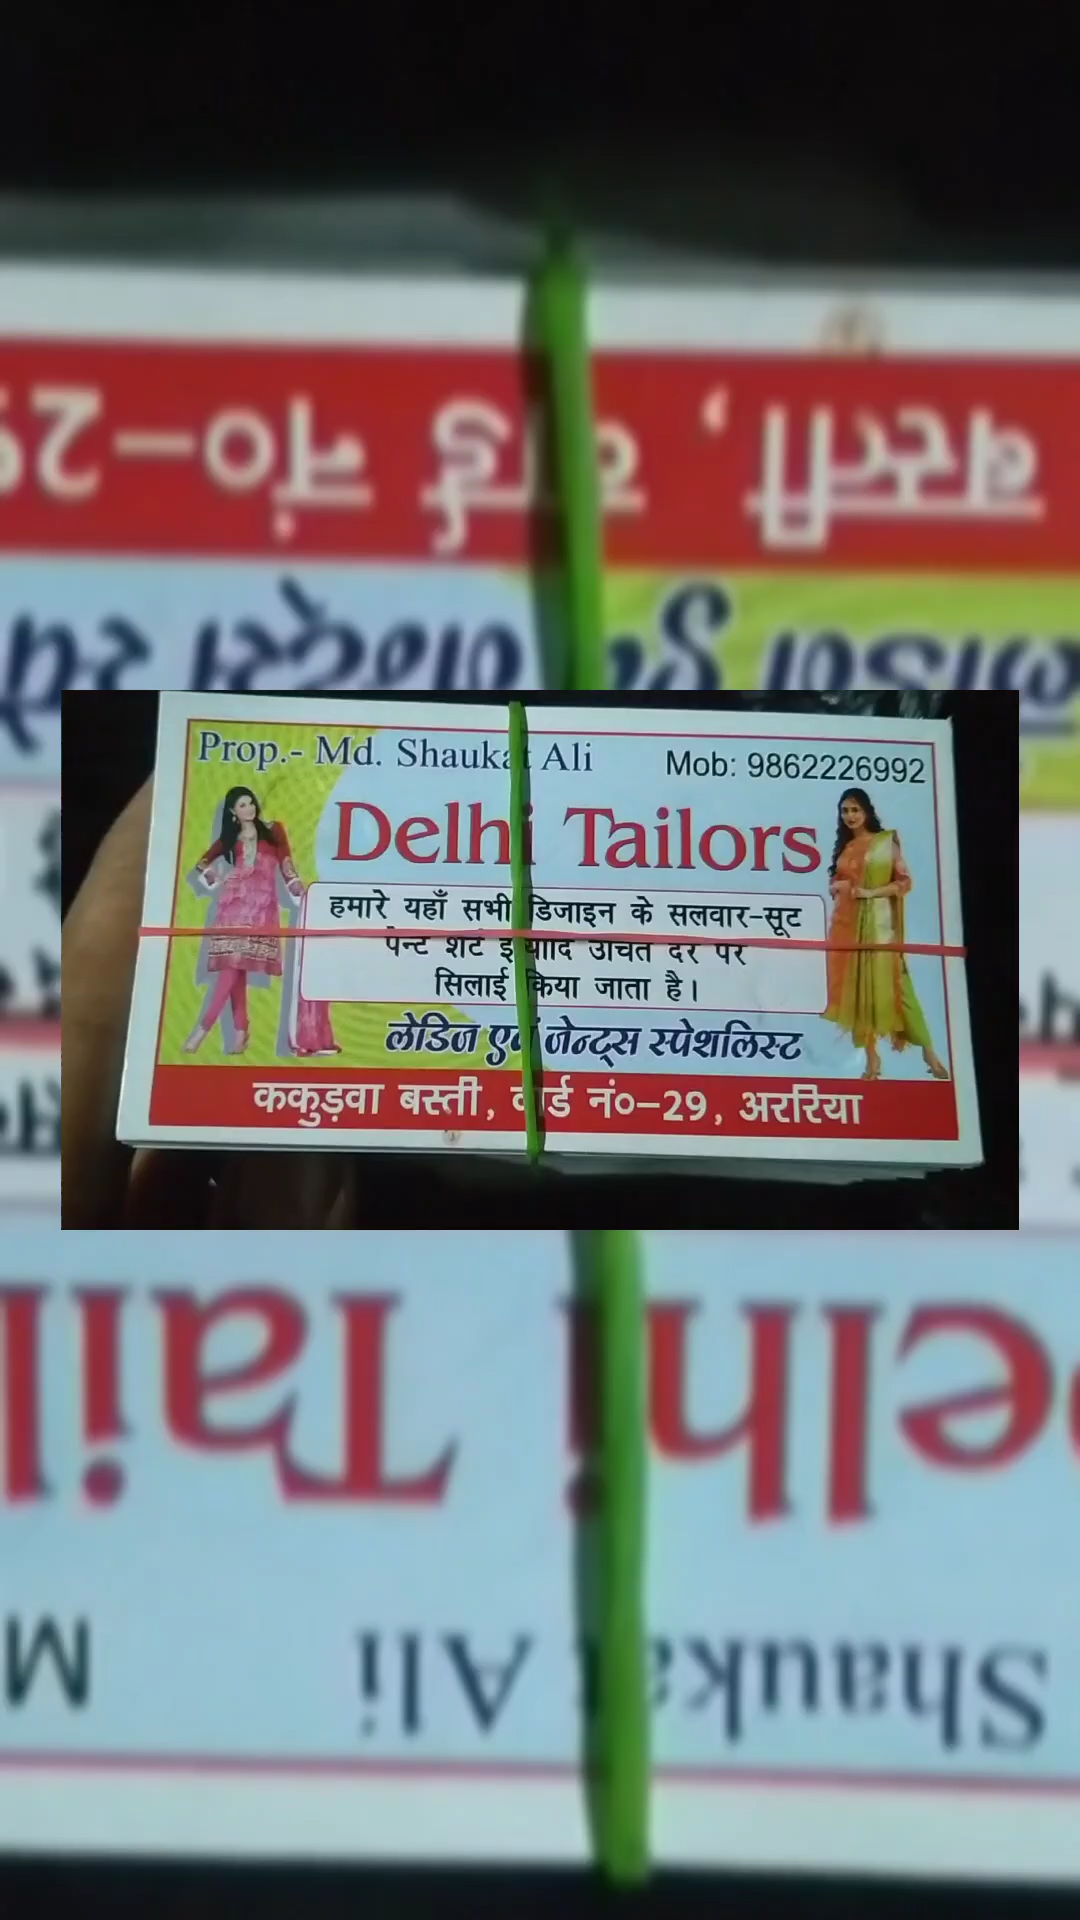 Prop.- Md. Shaukat Ali
Mob: 9862226992
Delhi Tailors
हमारे यहाँ सभी डिजाइन के सलवार-सूट
पेन्ट शर्ट इत्यादि उचित दर पर
सिलाई किया जाता है।
लेडिज एवं जेन्ट्स स्पेशलिस्ट
ककुड़वा बस्ती, वार्ड नं०-29, अररिया